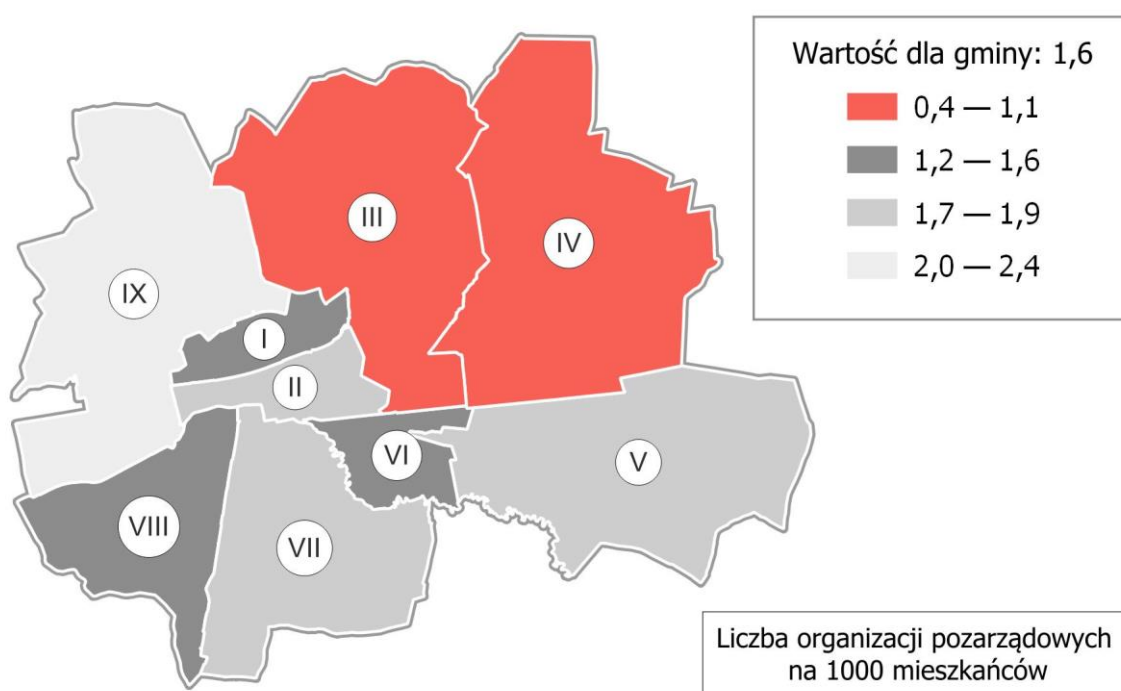 Wartość dla gminy: 1,6
0,4 — 1,1
1,2 — 1,6
1,7 — 1,9
2,0 — 2,4
III
IV
IX
I
II
VI
V
VIII
VII
Liczba organizacji pozarządowych
na 1000 mieszkańców